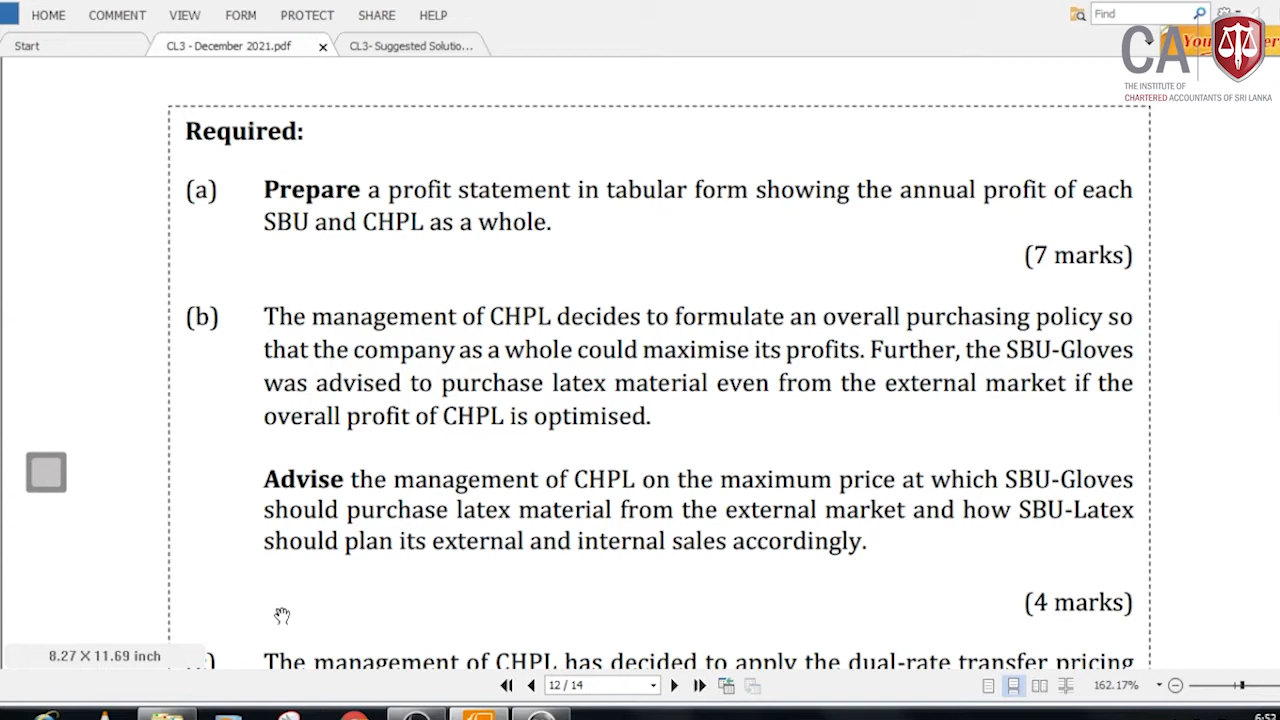 HOME COMMENT VIEW FORM PROTECT SHARE HELP Find
Start CL3 - December 2021.pdf CL3- Suggested Solutio...
CA
THE INSTITUTE OF
CHARTERED ACCOUNTANTS OF SRI LANKA
Required:
(a) Prepare a profit statement in tabular form showing the annual profit of each
SBU and CHPL as a whole.
(7 marks)
(b) The management of CHPL decides to formulate an overall purchasing policy so
that the company as a whole could maximise its profits. Further, the SBU-Gloves
was advised to purchase latex material even from the external market if the
overall profit of CHPL is optimised.
Advise the management of CHPL on the maximum price at which SBU-Gloves
should purchase latex material from the external market and how SBU-Latex
should plan its external and internal sales accordingly.
(4 marks)
The management of CHPL has decided to apply the dual-rate transfer pricing
8.27 X 11.69 inch
12 / 14 162.17%